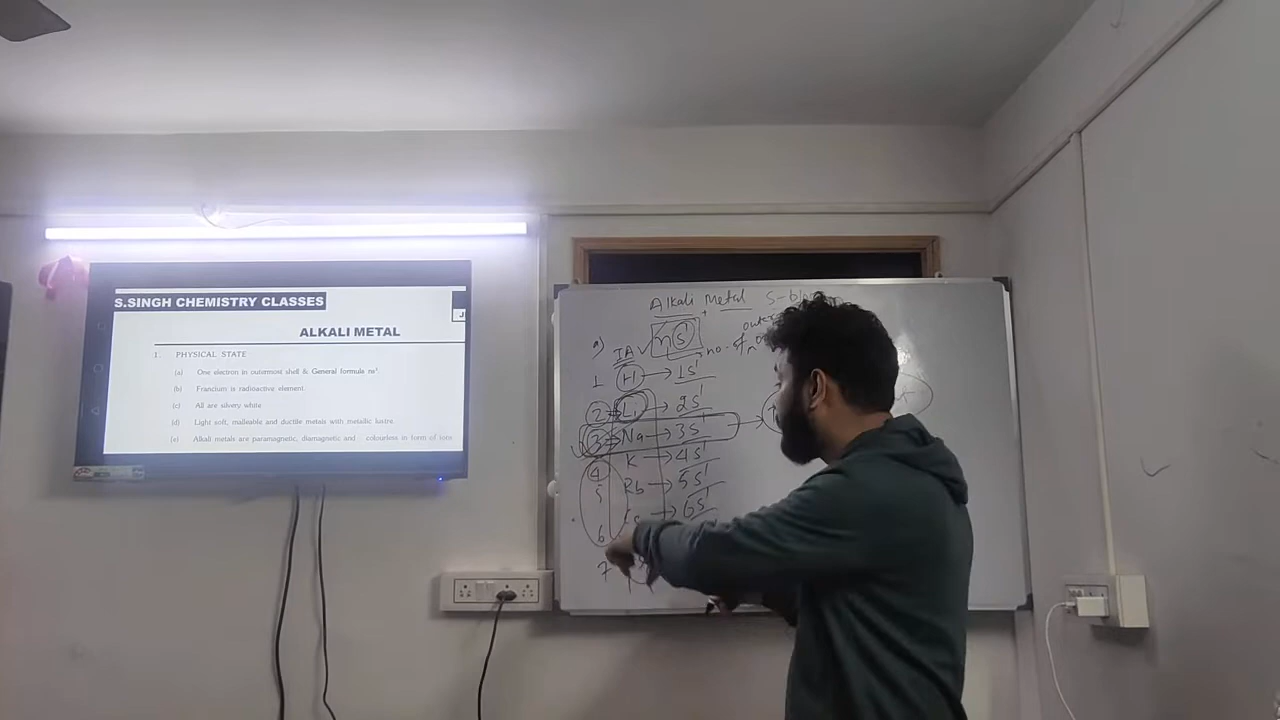 S.SINGH CHEMISTRY CLASSES
ALKALI METAL
1. PHYSICAL STATE
(a) One electron in outermost shell & General formula ns¹.
(b) Francium is radioactive element.
(c) All are silvery white
(d) Light soft, malleable and ductile metals with metallic lustre.
(e) Alkali metals are paramagnetic, diamagnetic and colourless in form of ions
Alkali Metal s-bl
ns¹ outer
IA no. of
1 H → 1s¹
2 Li → 2s¹
3 Na → 3s¹
4 K → 4s¹
5 Rb → 5s¹
6 Cs → 6s¹
7